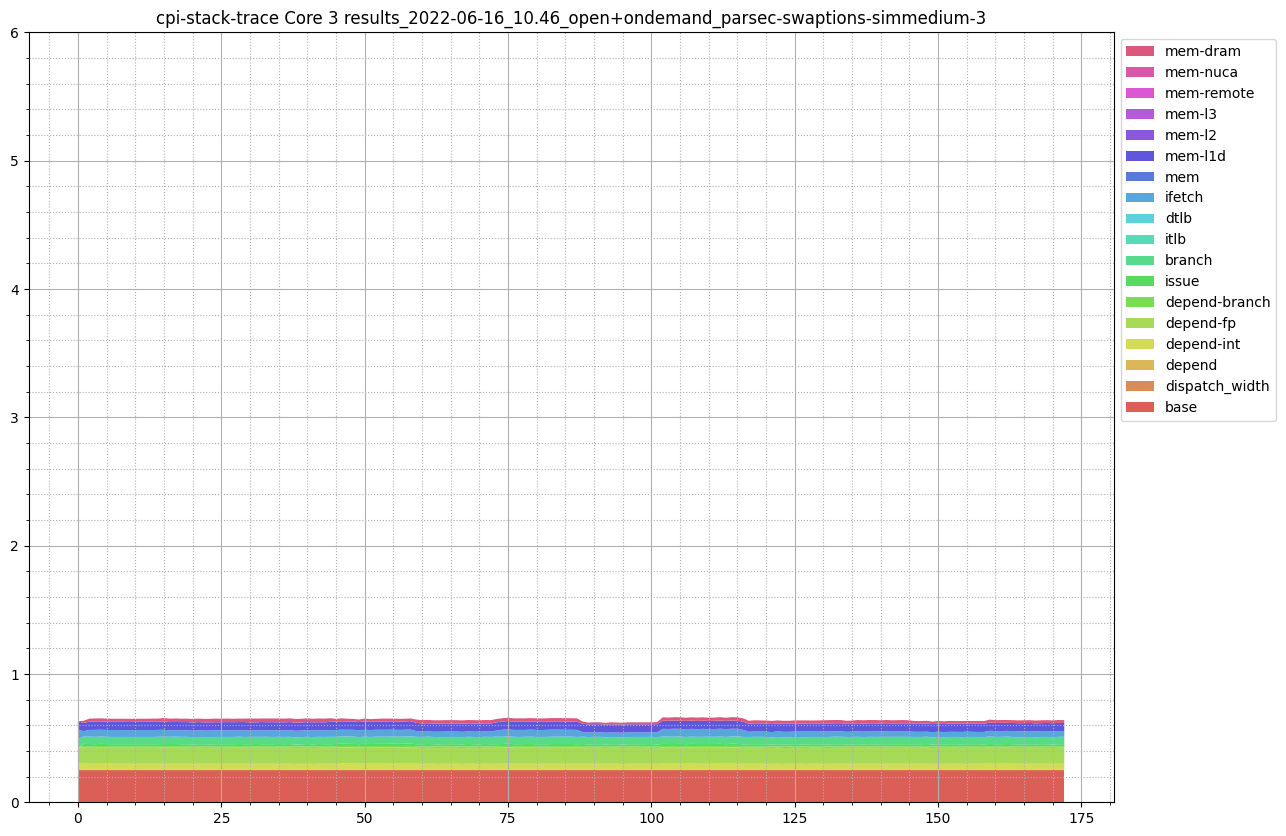 cpi-stack-trace Core 3 results_2022-06-16_10.46_open+ondemand_parsec-swaptions-simmedium-3
6
5
4
3
2
1
0
0 25 50 75 100 125 150 175
mem-dram
mem-nuca
mem-remote
mem-l3
mem-l2
mem-l1d
mem
ifetch
dtlb
itlb
branch
issue
depend-branch
depend-fp
depend-int
depend
dispatch_width
base